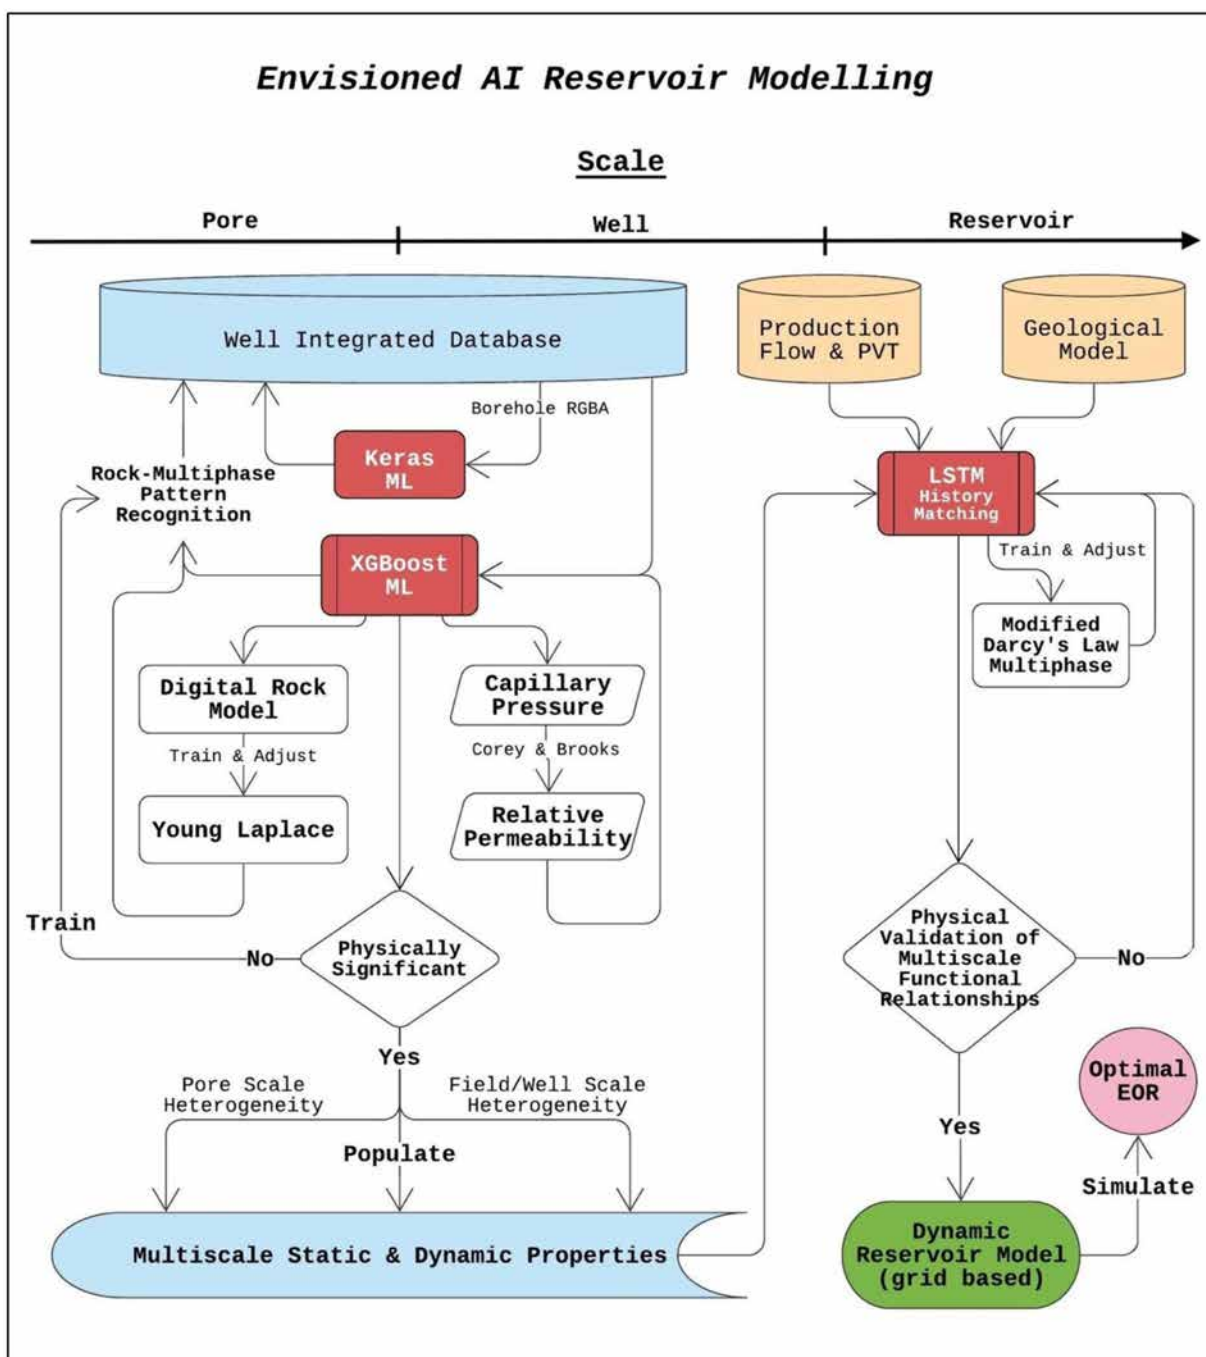 Envisioned AI Reservoir Modelling
Scale
Pore
Well
Reservoir
Well Integrated Database
Production
Flow & PVT
Geological
Model
Borehole RGBA
Keras
ML
Rock-Multiphase
Pattern
Recognition
LSTM
History
Matching
XGBoost
ML
Train & Adjust
Modified
Darcy's Law
Multiphase
Digital Rock
Model
Capillary
Pressure
Train & Adjust
Corey & Brooks
Young Laplace
Relative
Permeability
Train
No
Physically
Significant
Physical
Validation of
Multiscale
Functional
Relationships
No
Yes
Pore Scale
Heterogeneity
Field/Well Scale
Heterogeneity
Populate
Optimal
EOR
Yes
Simulate
Multiscale Static & Dynamic Properties
Dynamic
Reservoir Model
(grid based)